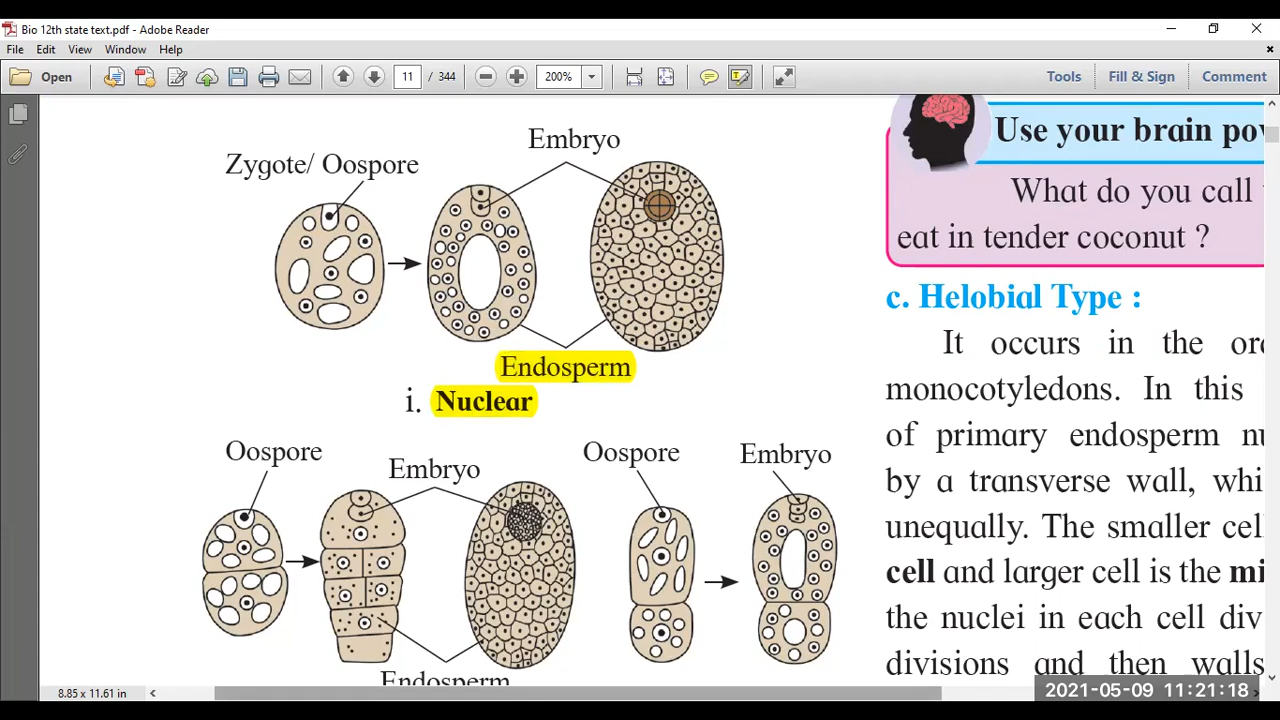 Bio 12th state text.pdf - Adobe Reader
File Edit View Window Help
Open 11 / 344 200% Tools Fill & Sign Comment
Embryo
Zygote/ Oospore
Endosperm
i. Nuclear
Oospore
Embryo
Oospore
Embryo
Endosperm
Use your brain pov
What do you call
eat in tender coconut ?
c. Helobial Type :
It occurs in the ord
monocotyledons. In this
of primary endosperm nu
by a transverse wall, whi
unequally. The smaller cel
cell and larger cell is the mi
the nuclei in each cell div
divisions and then walls
8.85 x 11.61 in
2021-05-09 11:21:18